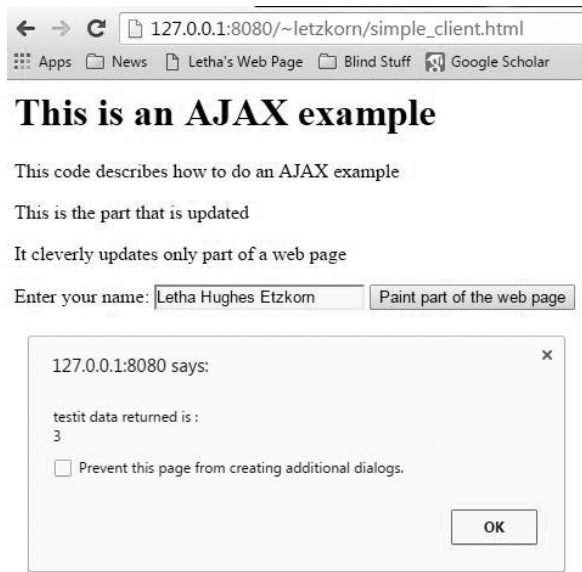 127.0.0.1:8080/~letzkorn/simple_client.html
Apps News Letha's Web Page Blind Stuff Google Scholar
This is an AJAX example
This code describes how to do an AJAX example
This is the part that is updated
It cleverly updates only part of a web page
Enter your name: Letha Hughes Etzkorn Paint part of the web page
127.0.0.1:8080 says:
testit data returned is :
3
Prevent this page from creating additional dialogs.
OK